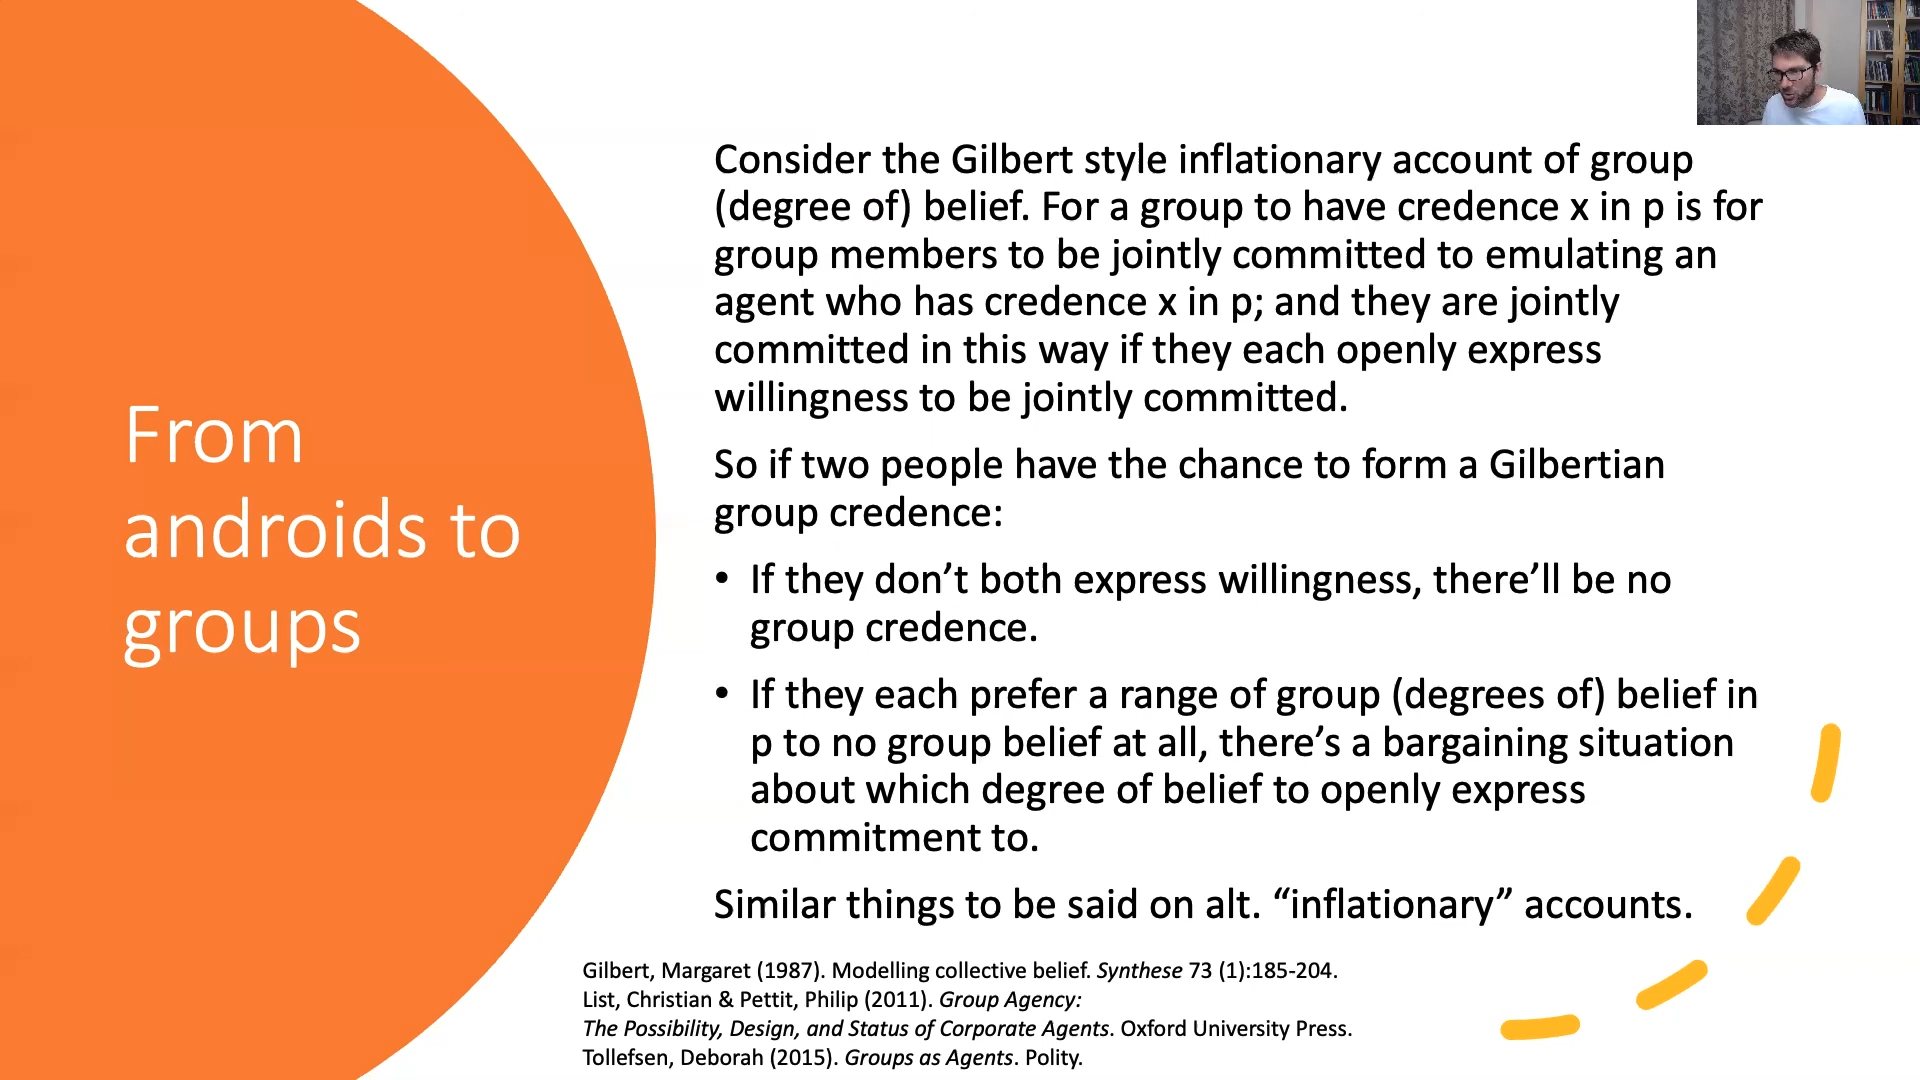 From
androids to
groups
Consider the Gilbert style inflationary account of group
(degree of) belief. For a group to have credence x in p is for
group members to be jointly committed to emulating an
agent who has credence x in p; and they are jointly
committed in this way if they each openly express
willingness to be jointly committed.
So if two people have the chance to form a Gilbertian
group credence:
• If they don’t both express willingness, there’ll be no
group credence.
• If they each prefer a range of group (degrees of) belief in
p to no group belief at all, there’s a bargaining situation
about which degree of belief to openly express
commitment to.
Similar things to be said on alt. “inflationary” accounts.
Gilbert, Margaret (1987). Modelling collective belief. Synthese 73 (1):185-204.
List, Christian & Pettit, Philip (2011). Group Agency:
The Possibility, Design, and Status of Corporate Agents. Oxford University Press.
Tollefsen, Deborah (2015). Groups as Agents. Polity.